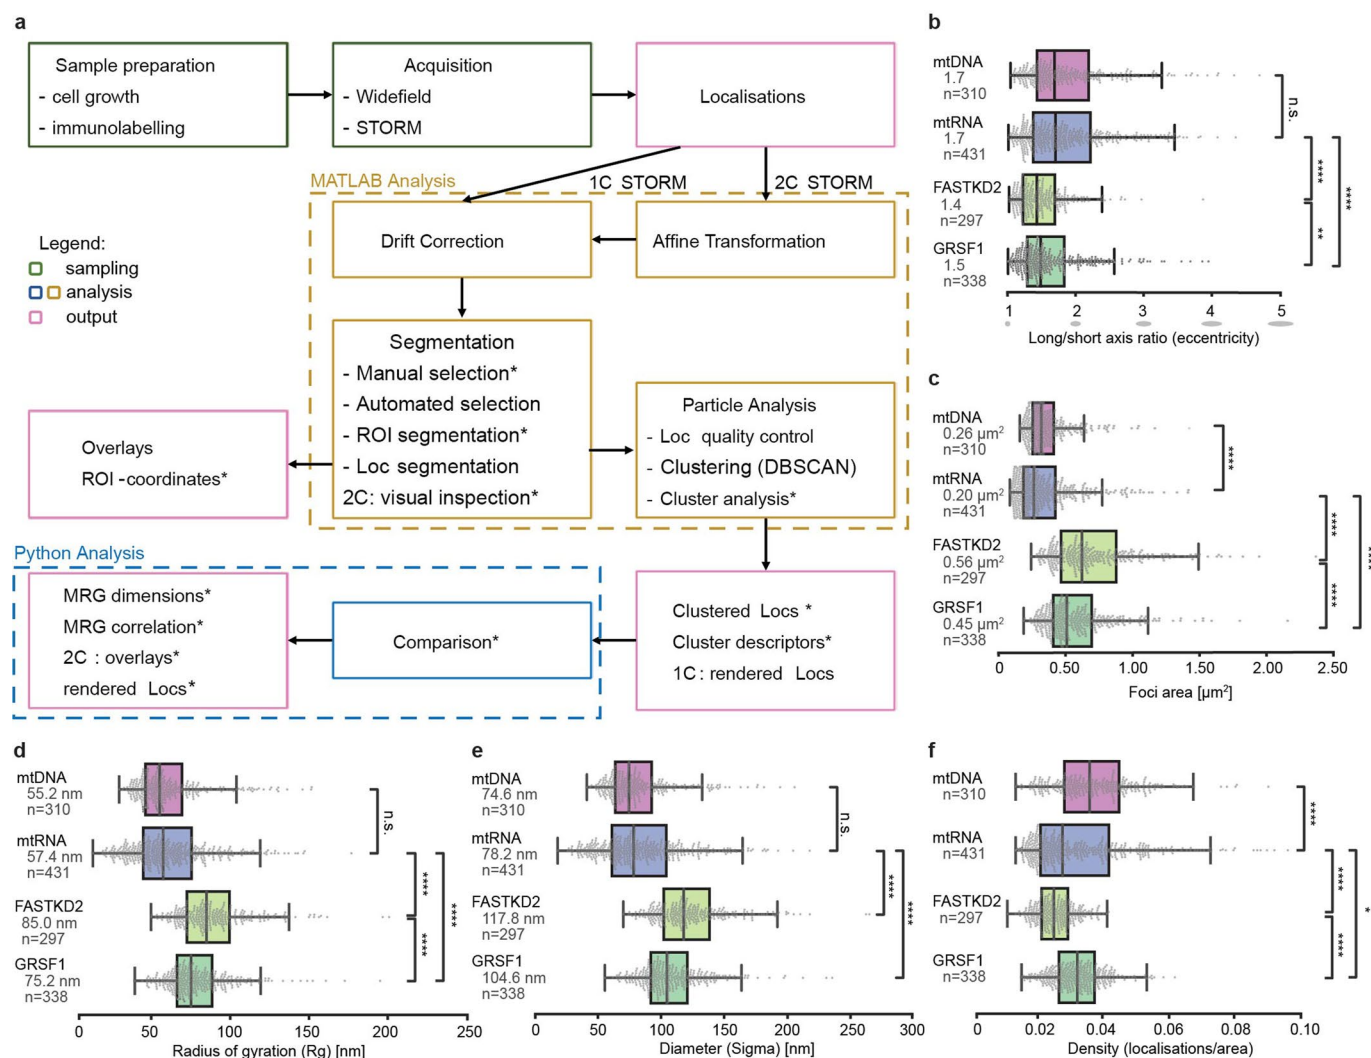 a
Sample preparation
- cell growth
- immunolabelling
Acquisition
- Widefield
- STORM
Localisations
MATLAB Analysis
1C STORM
2C STORM
Drift Correction
Affine Transformation
Legend:
sampling
analysis
output
Segmentation
- Manual selection*
- Automated selection
- ROI segmentation*
- Loc segmentation
2C: visual inspection*
Particle Analysis
- Loc quality control
- Clustering (DBSCAN)
- Cluster analysis*
Overlays
ROI-coordinates*
Python Analysis
MRG dimensions*
MRG correlation*
2C : overlays*
rendered Locs*
Comparison*
Clustered Locs *
Cluster descriptors*
1C: rendered Locs
b
mtDNA
1.7
n=310
mtRNA
1.7
n=431
FASTKD2
1.4
n=297
GRSF1
1.5
n=338
n.s.
****
**
****
1 2 3 4 5
Long/short axis ratio (eccentricity)
c
mtDNA
0.26 µm²
n=310
mtRNA
0.20 µm²
n=431
FASTKD2
0.56 µm²
n=297
GRSF1
0.45 µm²
n=338
****
****
****
****
0 0.50 1.00 1.50 2.00 2.50
Foci area [µm²]
d
mtDNA
55.2 nm
n=310
mtRNA
57.4 nm
n=431
FASTKD2
85.0 nm
n=297
GRSF1
75.2 nm
n=338
n.s.
****
****
****
0 50 100 150 200 250
Radius of gyration (Rg) [nm]
e
mtDNA
74.6 nm
n=310
mtRNA
78.2 nm
n=431
FASTKD2
117.8 nm
n=297
GRSF1
104.6 nm
n=338
n.s.
****
****
0 50 100 150 200 250 300
Diameter (Sigma) [nm]
f
mtDNA
n=310
mtRNA
n=431
FASTKD2
n=297
GRSF1
n=338
****
****
****
*
0 0.02 0.04 0.06 0.08 0.10
Density (localisations/area)